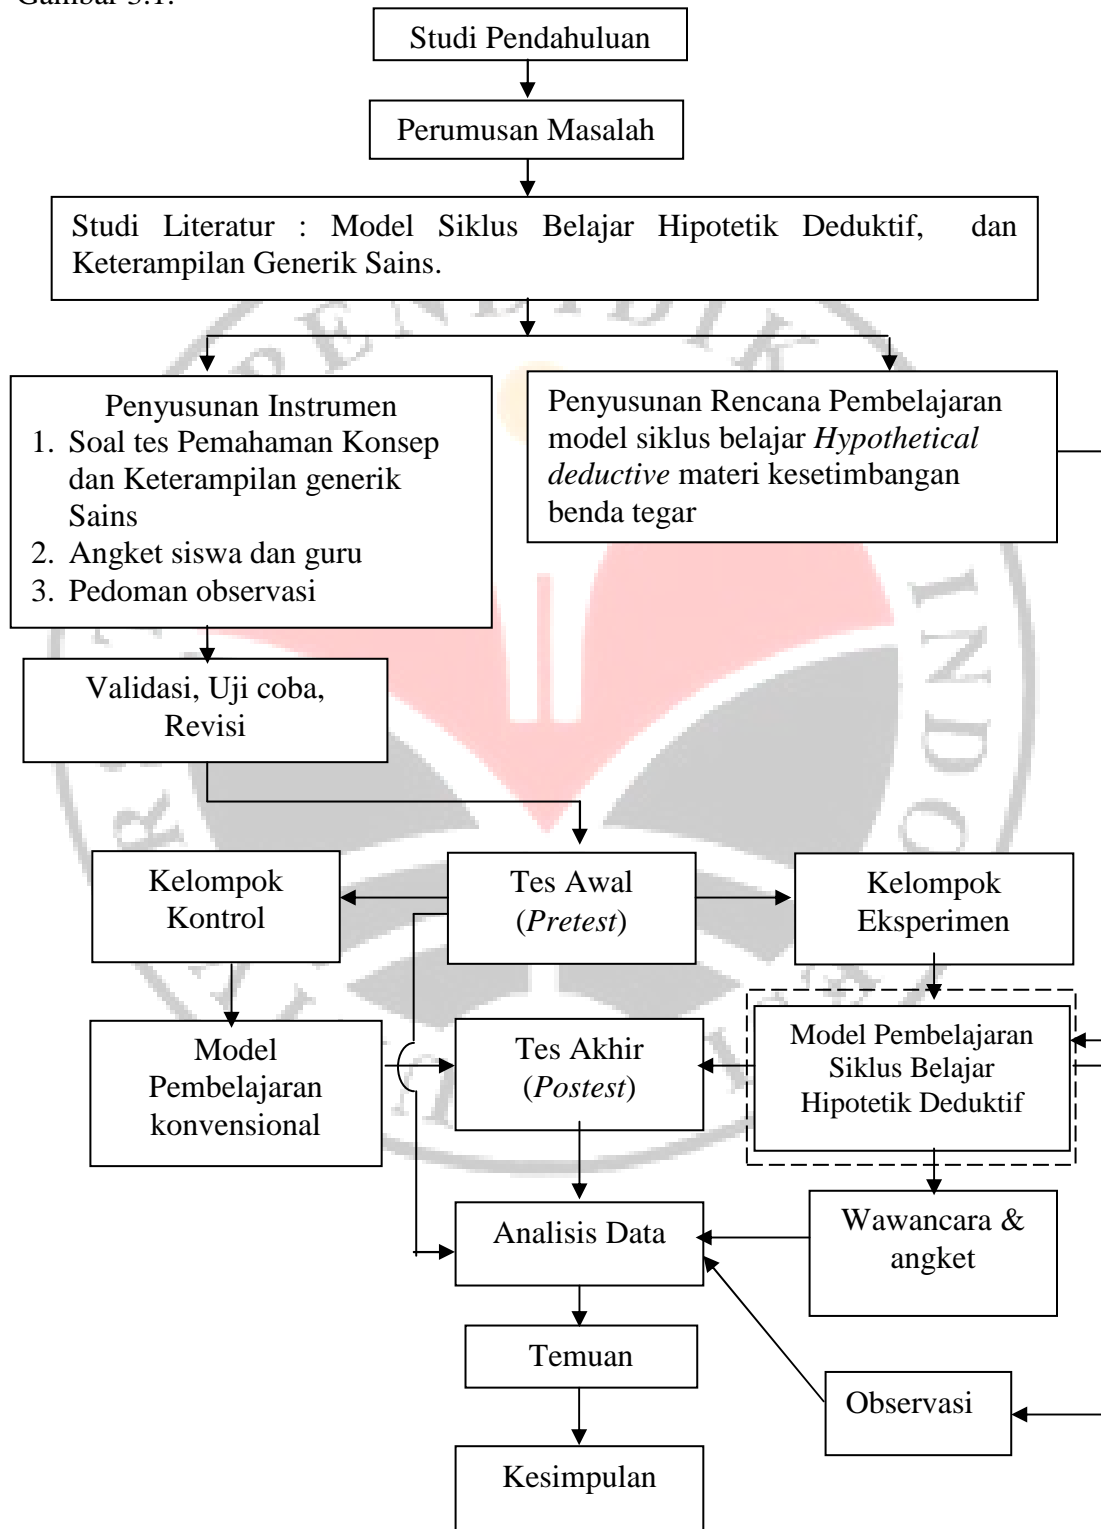 Gambar 3.1.
Studi Pendahuluan
Perumusan Masalah
Studi Literatur : Model Siklus Belajar Hipotetik Deduktif, dan
Keterampilan Generik Sains.
Penyusunan Instrumen
1. Soal tes Pemahaman Konsep
dan Keterampilan generik
Sains
2. Angket siswa dan guru
3. Pedoman observasi
Penyusunan Rencana Pembelajaran
model siklus belajar Hypothetical
deductive materi kesetimbangan
benda tegar
Validasi, Uji coba,
Revisi
Kelompok
Kontrol
Tes Awal
(Pretest)
Kelompok
Eksperimen
Model
Pembelajaran
konvensional
Tes Akhir
(Postest)
Model Pembelajaran
Siklus Belajar
Hipotetik Deduktif
Analisis Data
Wawancara &
angket
Temuan
Observasi
Kesimpulan